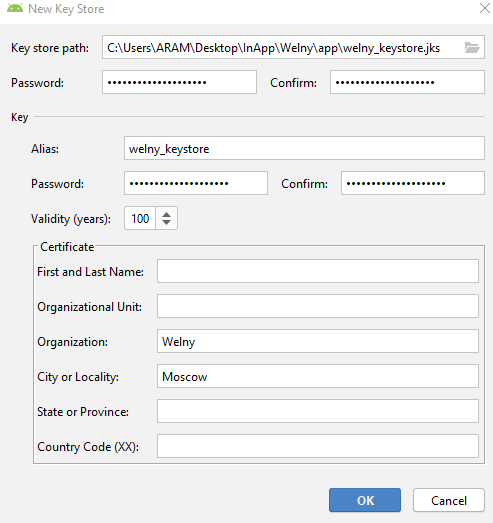 New Key Store
Key store path: C:\Users\ARAM\Desktop\InApp\Welny\app\welny_keystore.jks
Password: •••••••••••••••••••• Confirm: ••••••••••••••••••••
Key
Alias: welny_keystore
Password: •••••••••••••••••••• Confirm: ••••••••••••••••••••
Validity (years): 100
Certificate
First and Last Name:
Organizational Unit:
Organization: Welny
City or Locality: Moscow
State or Province:
Country Code (XX):
OK Cancel